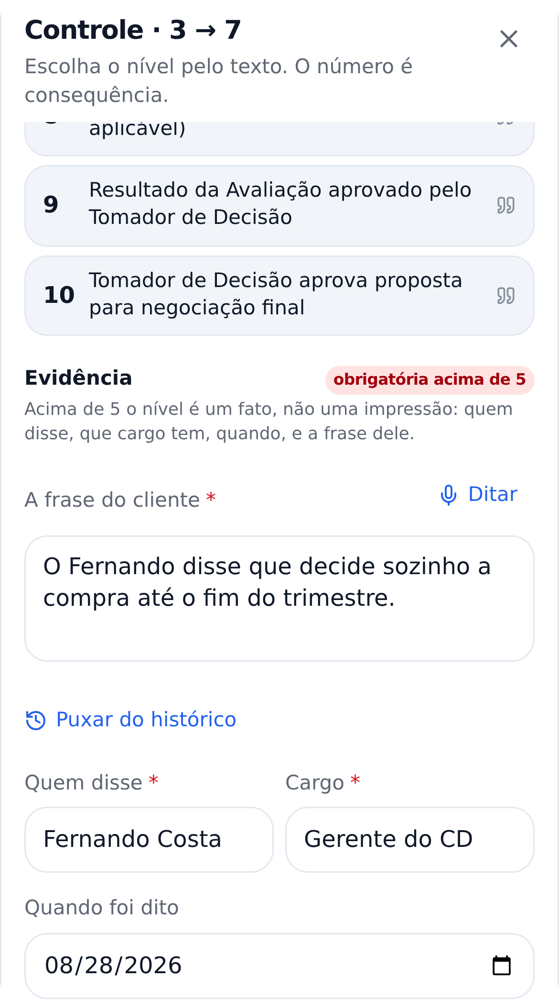 Controle · 3 → 7
Escolha o nível pelo texto. O número é
consequência.
aplicável)
9
Resultado da Avaliação aprovado pelo
Tomador de Decisão
10
Tomador de Decisão aprova proposta
para negociação final
Evidência
obrigatória acima de 5
Acima de 5 o nível é um fato, não uma impressão: quem
disse, que cargo tem, quando, e a frase dele.
A frase do cliente *
Ditar
O Fernando disse que decide sozinho a
compra até o fim do trimestre.
Puxar do histórico
Quem disse *
Cargo *
Fernando Costa
Gerente do CD
Quando foi dito
08/28/2026